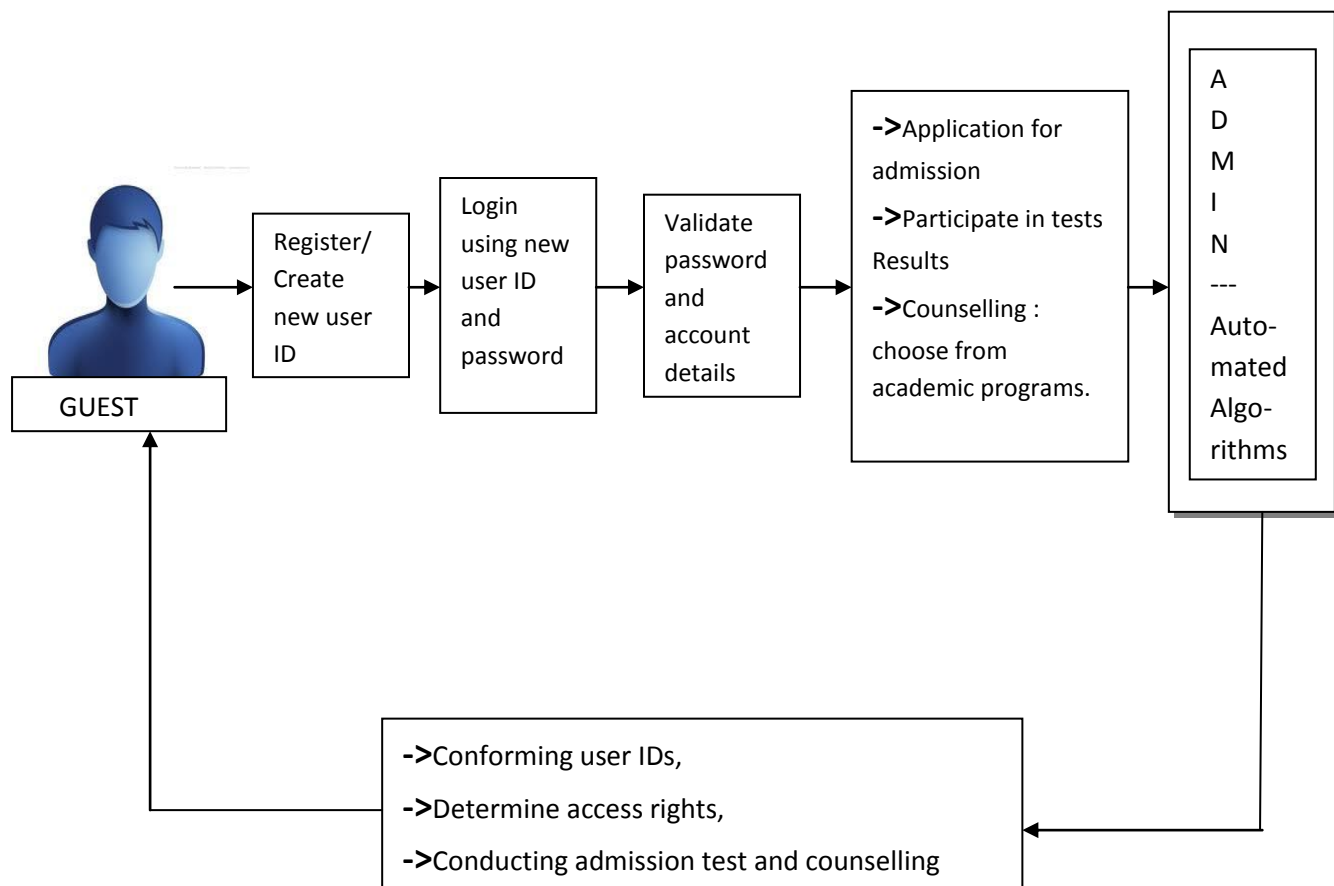 GUEST
Register/
Create
new user
ID
Login
using new
user ID
and
password
Validate
password
and
account
details
->Application for
admission
->Participate in tests
Results
->Counselling :
choose from
academic programs.
A
D
M
I
N
---
Auto-
mated
Algo-
rithms
->Conforming user IDs,
->Determine access rights,
->Conducting admission test and counselling